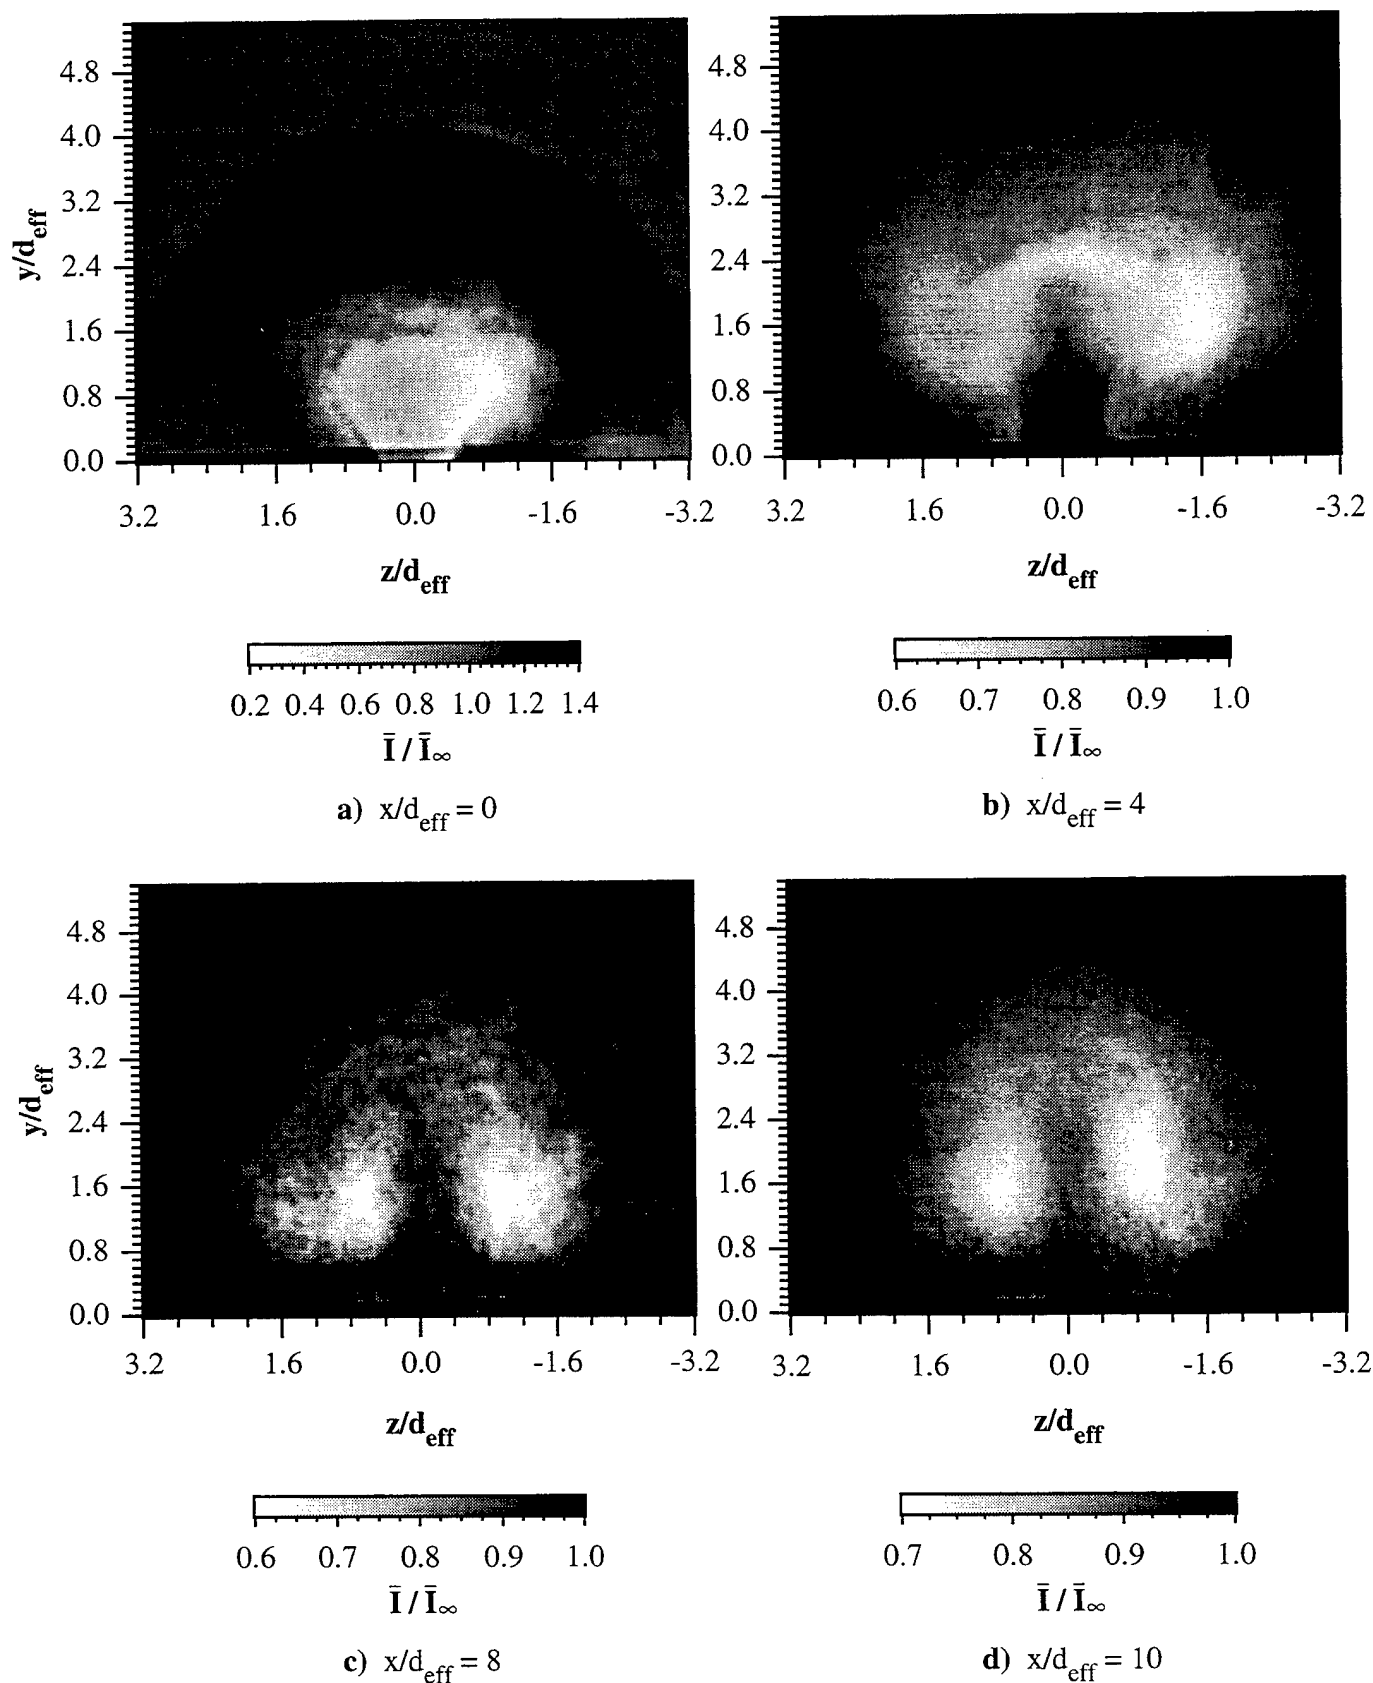 4.8
4.0
3.2
2.4
1.6
0.8
0.0
y/d_eff
3.2 1.6 0.0 -1.6 -3.2
z/d_eff
0.2 0.4 0.6 0.8 1.0 1.2 1.4
Ī / Ī∞
a) x/d_eff = 0
4.8
4.0
3.2
2.4
1.6
0.8
0.0
3.2 1.6 0.0 -1.6 -3.2
z/d_eff
0.6 0.7 0.8 0.9 1.0
Ī / Ī∞
b) x/d_eff = 4
4.8
4.0
3.2
2.4
1.6
0.8
0.0
y/d_eff
3.2 1.6 0.0 -1.6 -3.2
z/d_eff
0.6 0.7 0.8 0.9 1.0
Ī / Ī∞
c) x/d_eff = 8
4.8
4.0
3.2
2.4
1.6
0.8
0.0
3.2 1.6 0.0 -1.6 -3.2
z/d_eff
0.7 0.8 0.9 1.0
Ī / Ī∞
d) x/d_eff = 10